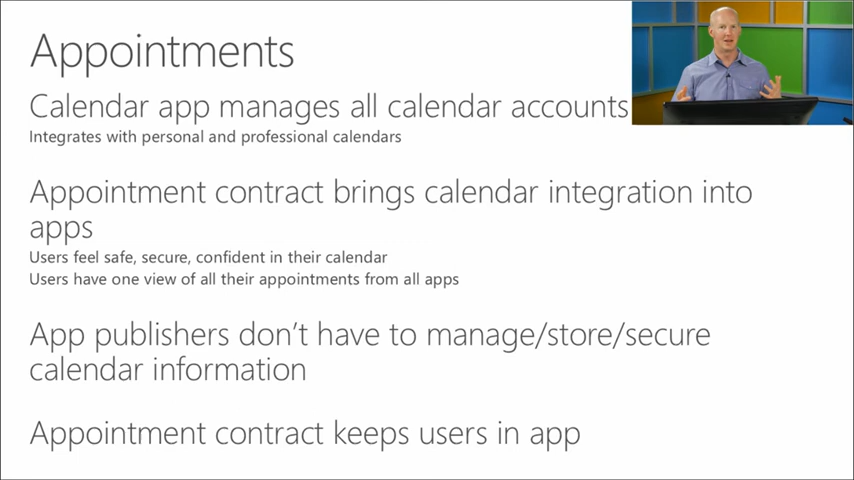 Appointments
Calendar app manages all calendar accounts
Integrates with personal and professional calendars
Appointment contract brings calendar integration into
apps
Users feel safe, secure, confident in their calendar
Users have one view of all their appointments from all apps
App publishers don’t have to manage/store/secure
calendar information
Appointment contract keeps users in app